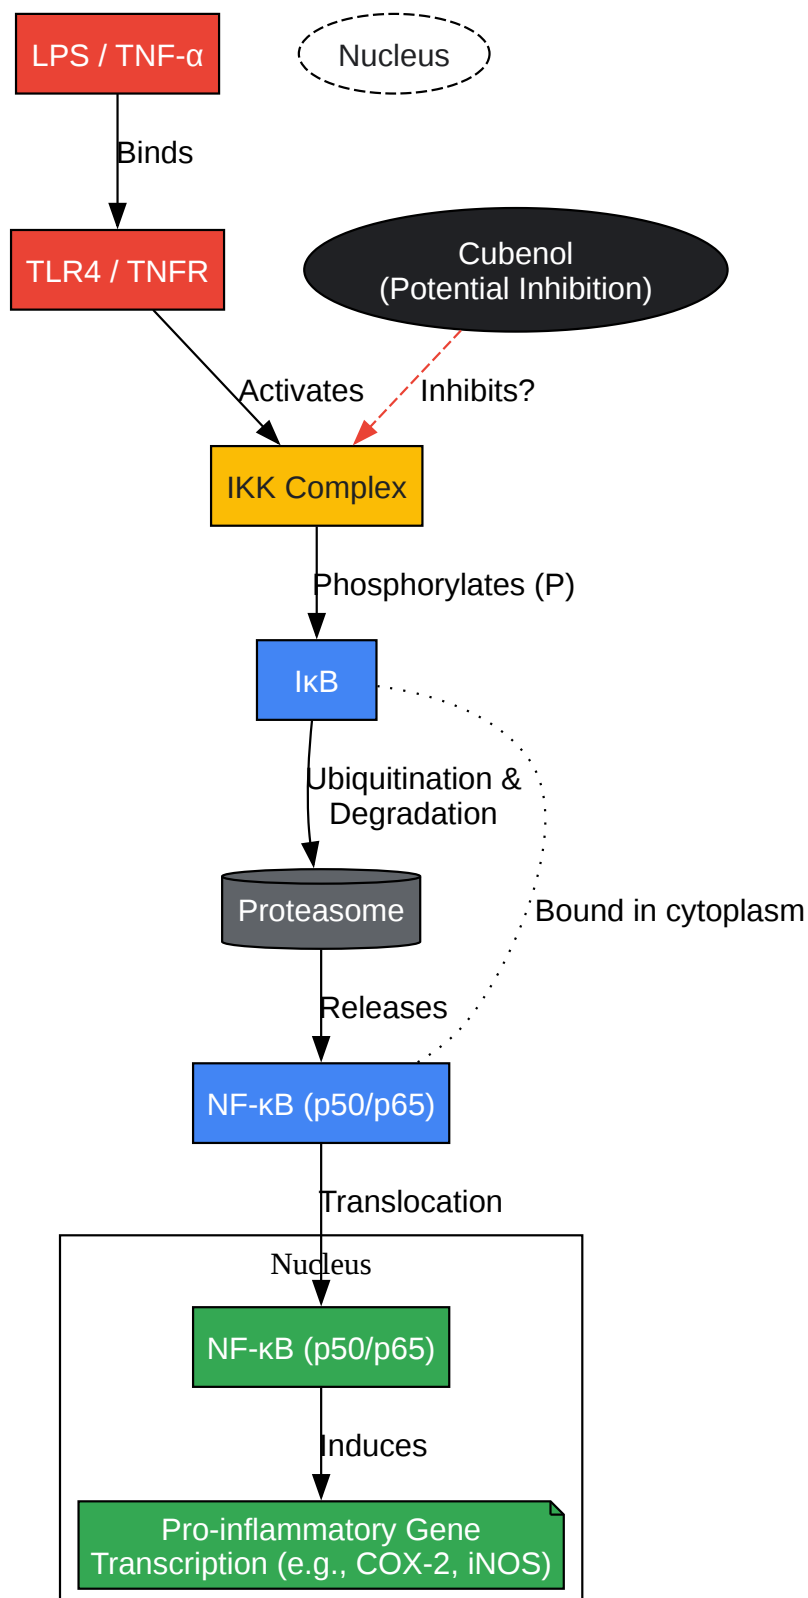 LPS / TNF-α
Nucleus
Binds
TLR4 / TNFR
Cubenol
(Potential Inhibition)
Activates
Inhibits?
IKK Complex
Phosphorylates (P)
IκB
Ubiquitination &
Degradation
Proteasome
Bound in cytoplasm
Releases
NF-κB (p50/p65)
Translocation
Nucleus
NF-κB (p50/p65)
Induces
Pro-inflammatory Gene
Transcription (e.g., COX-2, iNOS)